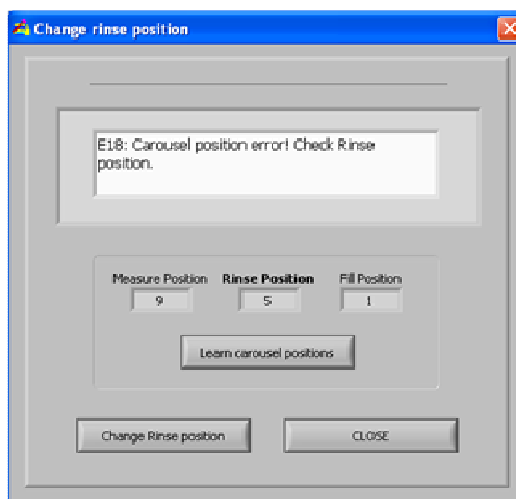 Change rinse position
E18: Carousel position error! Check Rinse
position.
Measure Position Rinse Position Fill Position
9 5 1
Learn carousel positions
Change Rinse position CLOSE